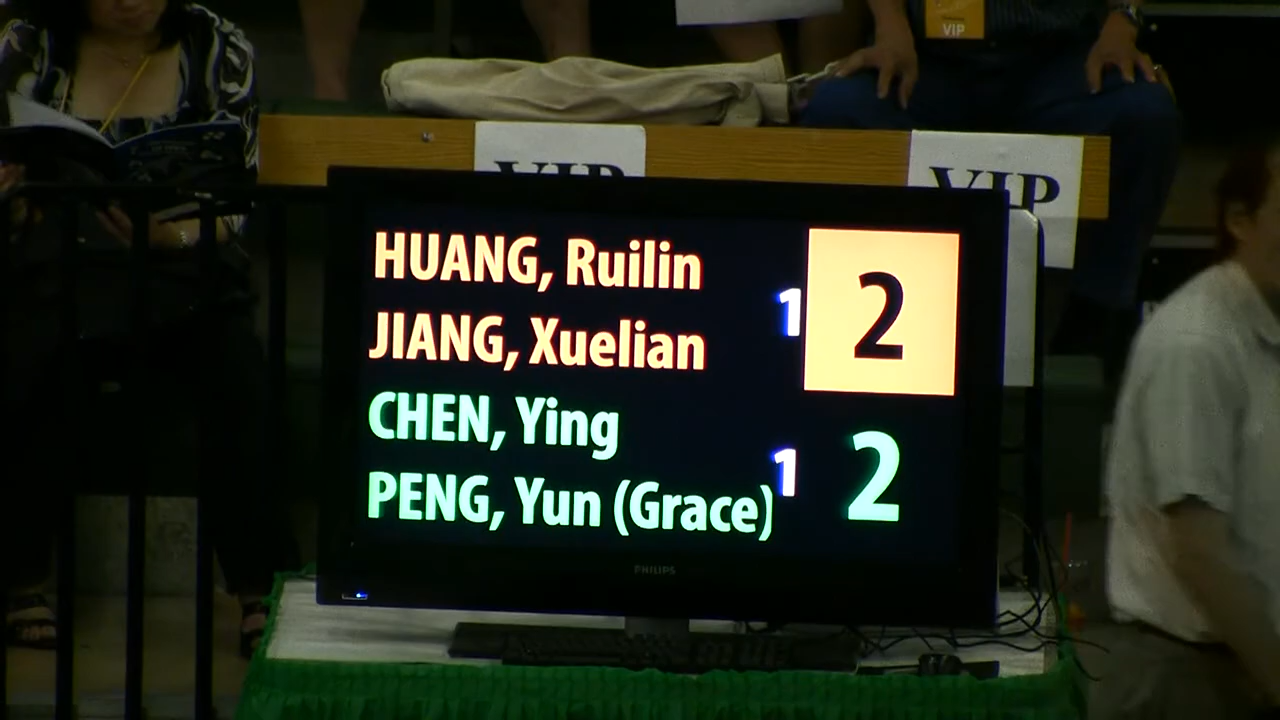 VIP
VIP
VIP
HUANG, Ruilin
JIANG, Xuelian
1 2
CHEN, Ying
PENG, Yun (Grace)
1 2
PHILIPS